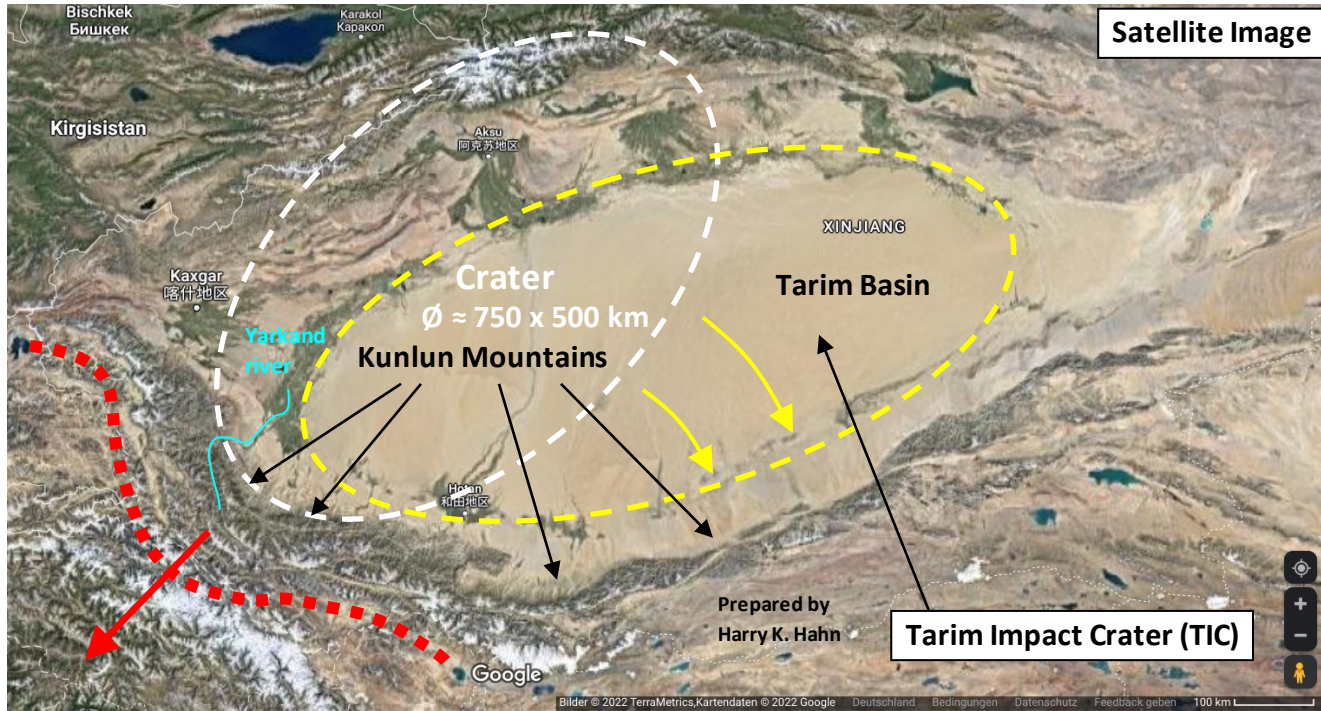 Bischkek
Бишкек
Karakol
Каракол
Satellite Image
Kirgisistan
Aksu
阿克苏地区
XINJIANG
Kaxgar
喀什地区
Crater
Ø ≈ 750 x 500 km
Tarim Basin
Yarkand
river
Kunlun Mountains
Hotan
和田地区
Prepared by
Harry K. Hahn
Tarim Impact Crater (TIC)
Google
Bilder © 2022 TerraMetrics,Kartendaten © 2022 Google Deutschland Bedingungen Datenschutz Feedback geben 100 km